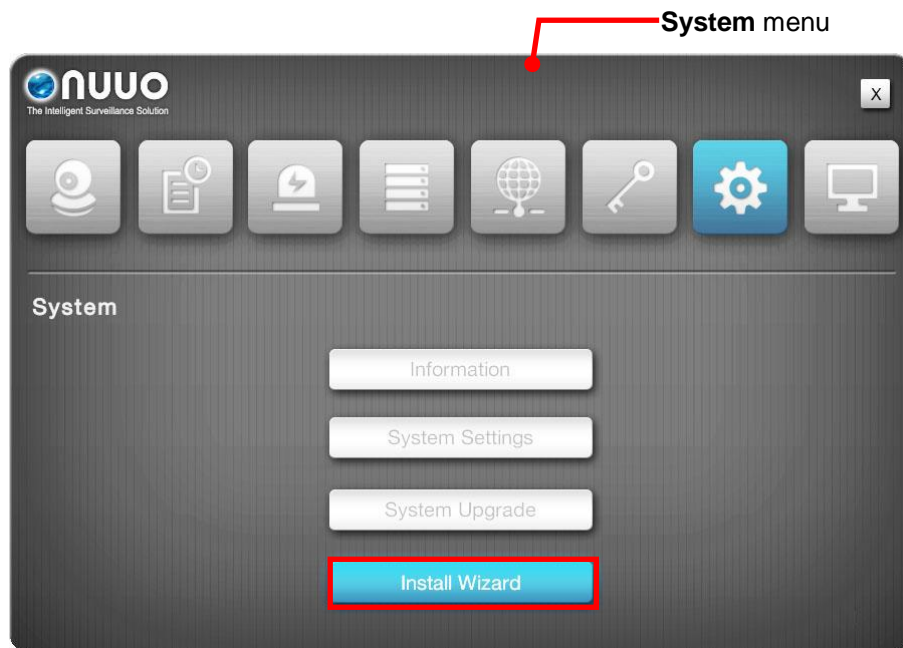 System menu
nuuo
The Intelligent Surveillance Solution
X
System
Information
System Settings
System Upgrade
Install Wizard